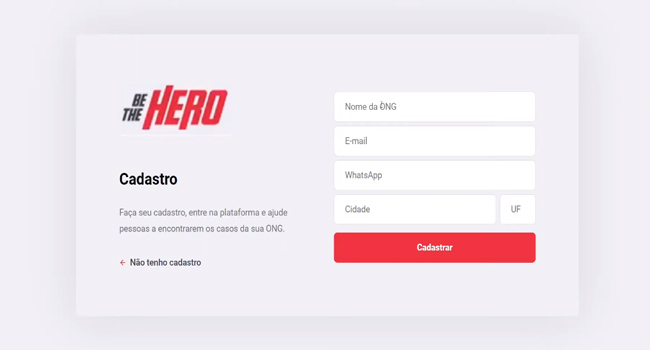 BE
THE HERO
Cadastro
Faça seu cadastro, entre na plataforma e ajude
pessoas a encontrarem os casos da sua ONG.
← Não tenho cadastro
Nome da ONG
E-mail
WhatsApp
Cidade
UF
Cadastrar